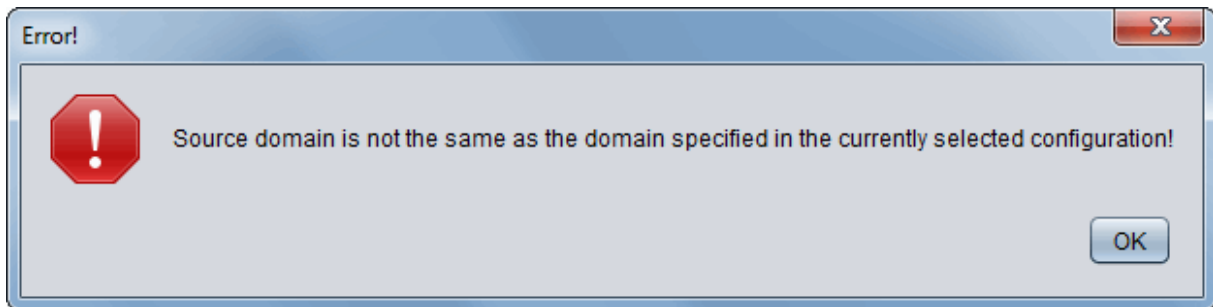 Error!
Source domain is not the same as the domain specified in the currently selected configuration!
OK